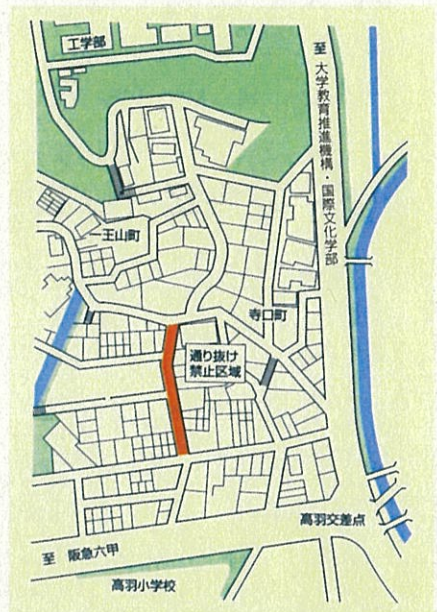 工学部
至 大学教育推進機構・国際文化学部
一王山町
寺口町
通り抜け
禁止区域
高羽交差点
至 阪急六甲
高羽小学校